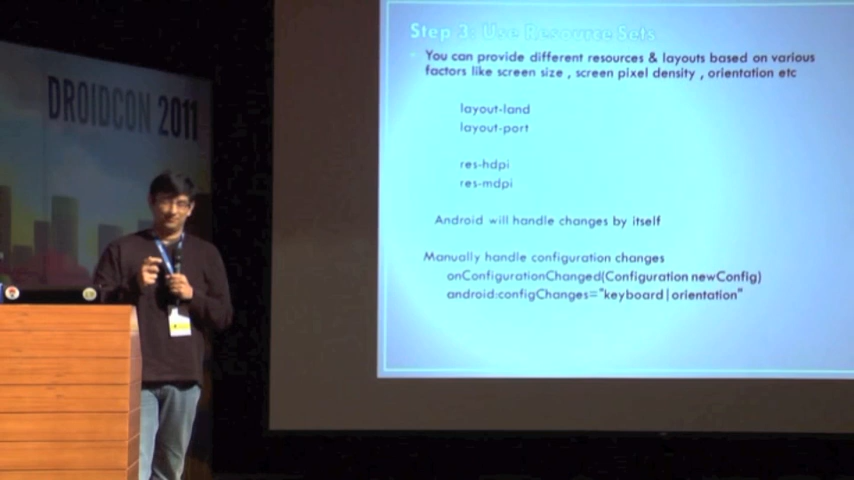 DROIDCON 2011
Step 3: Use Resource Sets
You can provide different resources & layouts based on various
factors like screen size , screen pixel density , orientation etc
layout-land
layout-port
res-hdpi
res-mdpi
Android will handle changes by itself
Manually handle configuration changes
onConfigurationChanged(Configuration newConfig)
android:configChanges="keyboard|orientation"